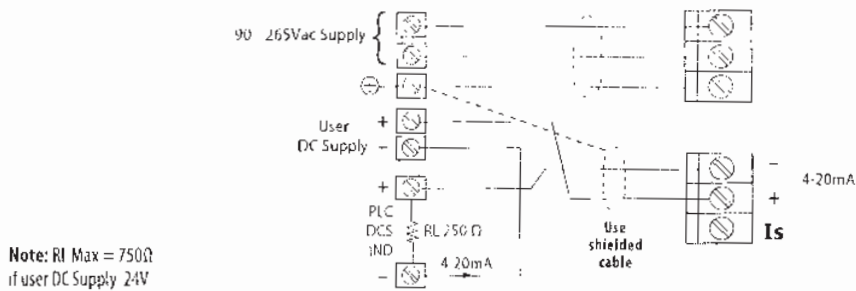 90 265Vac Supply
+
User
DC Supply -
+
PLC
DCS
IND
RL 250 Ω
- 4-20mA
Use
shielded
cable
-
4-20mA
+
Is
Note: Rl Max = 750Ω
if user DC Supply 24V